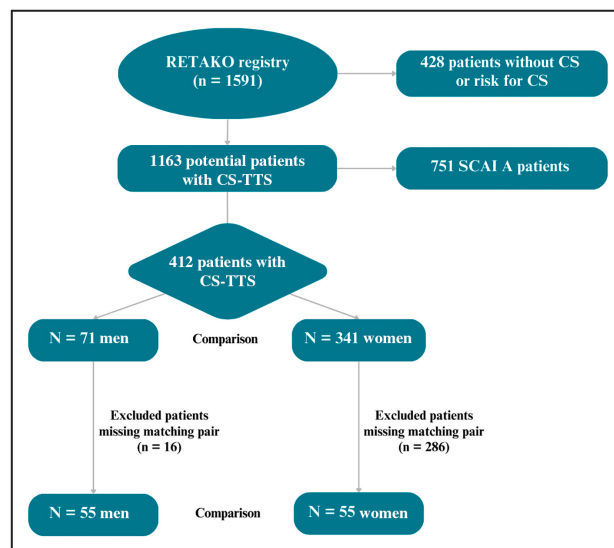 RETAKO registry
(n = 1591)
428 patients without CS
or risk for CS
1163 potential patients
with CS-TTS
751 SCAI A patients
412 patients with
CS-TTS
N = 71 men
Comparison
N = 341 women
Excluded patients
missing matching pair
(n = 16)
Excluded patients
missing matching pair
(n = 286)
N = 55 men
Comparison
N = 55 women